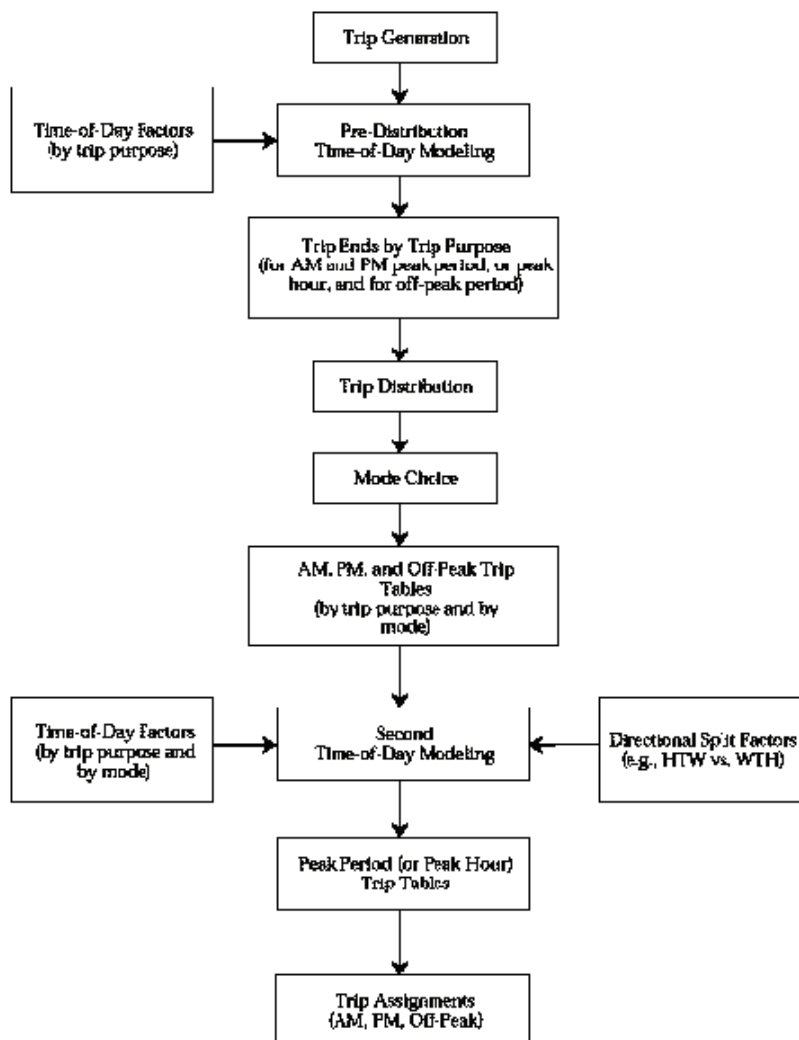 Trip Generation
Time-of-Day Factors
(by trip purpose)
Pre-Distribution
Time-of-Day Modeling
Trip Ends by Trip Purpose
(for AM and PM peak period, or peak
hour, and for off-peak period)
Trip Distribution
Mode Choice
AM, PM, and Off-Peak Trip
Tables
(by trip purpose and by
mode)
Time-of-Day Factors
(by trip purpose and
by mode)
Second
Time-of-Day Modeling
Directional Split Factors
(e.g., HTW vs. WTH)
Peak Period (or Peak Hour)
Trip Tables
Trip Assignments
(AM, PM, Off-Peak)